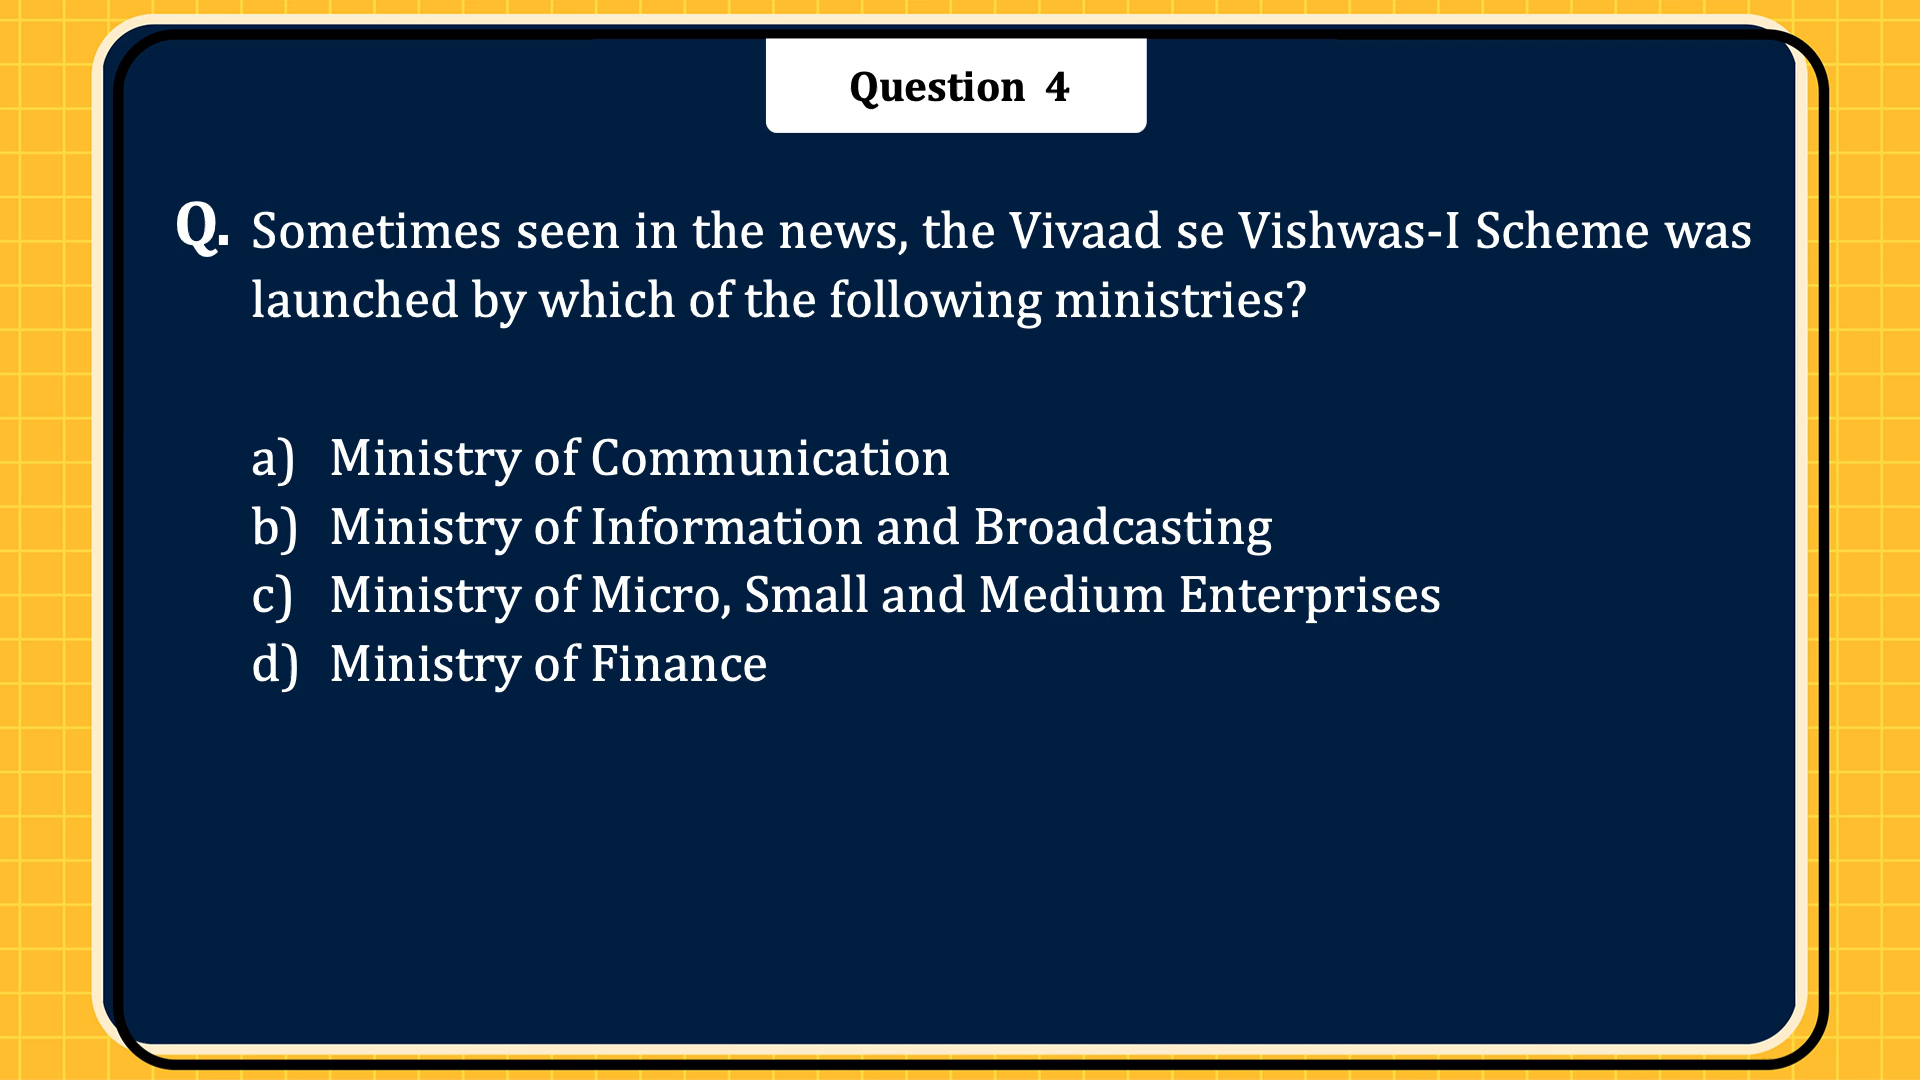 Question 4
Q. Sometimes seen in the news, the Vivaad se Vishwas-I Scheme was
launched by which of the following ministries?
a) Ministry of Communication
b) Ministry of Information and Broadcasting
c) Ministry of Micro, Small and Medium Enterprises
d) Ministry of Finance